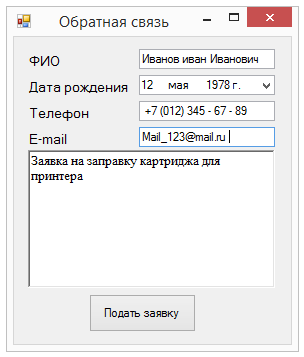 Обратная связь
ФИО Иванов иван Иванович
Дата рождения 12 мая 1978 г.
Телефон +7 (012) 345 - 67 - 89
E-mail Mail_123@mail.ru
Заявка на заправку картриджа для
принтера
Подать заявку